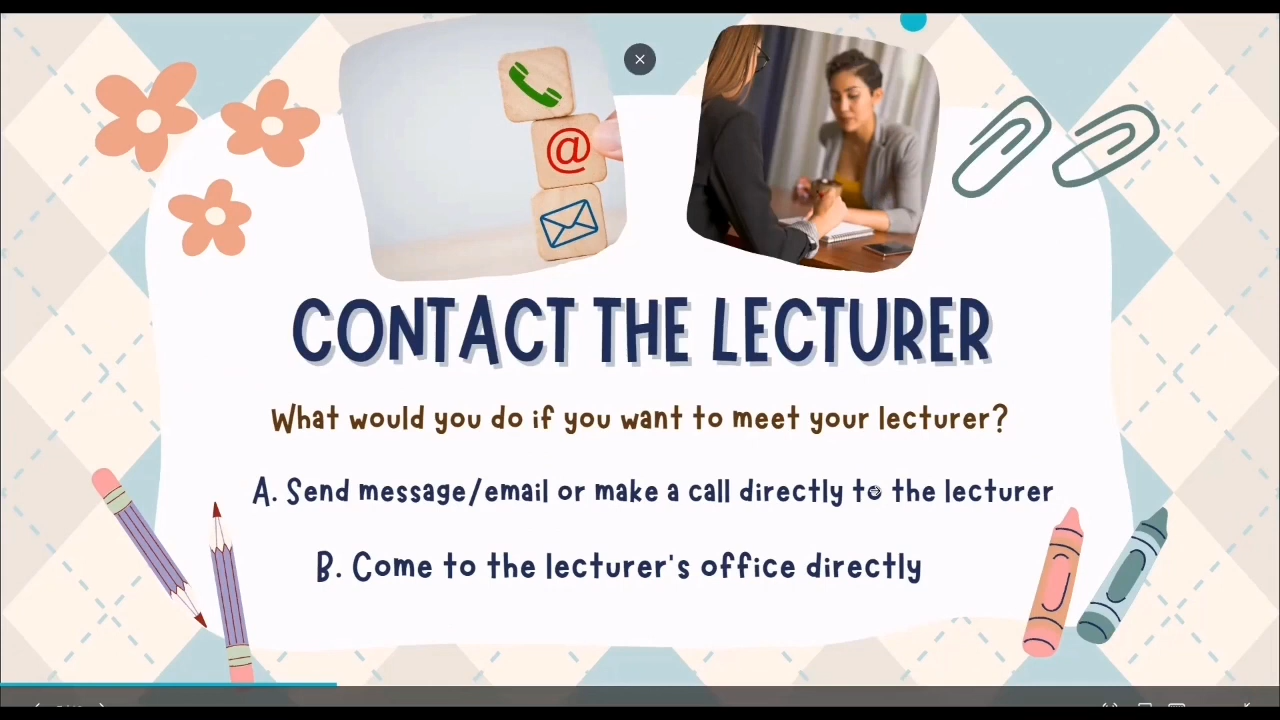 @
CONTACT THE LECTURER
What would you do if you want to meet your lecturer?
A. Send message/email or make a call directly to the lecturer
B. Come to the lecturer's office directly